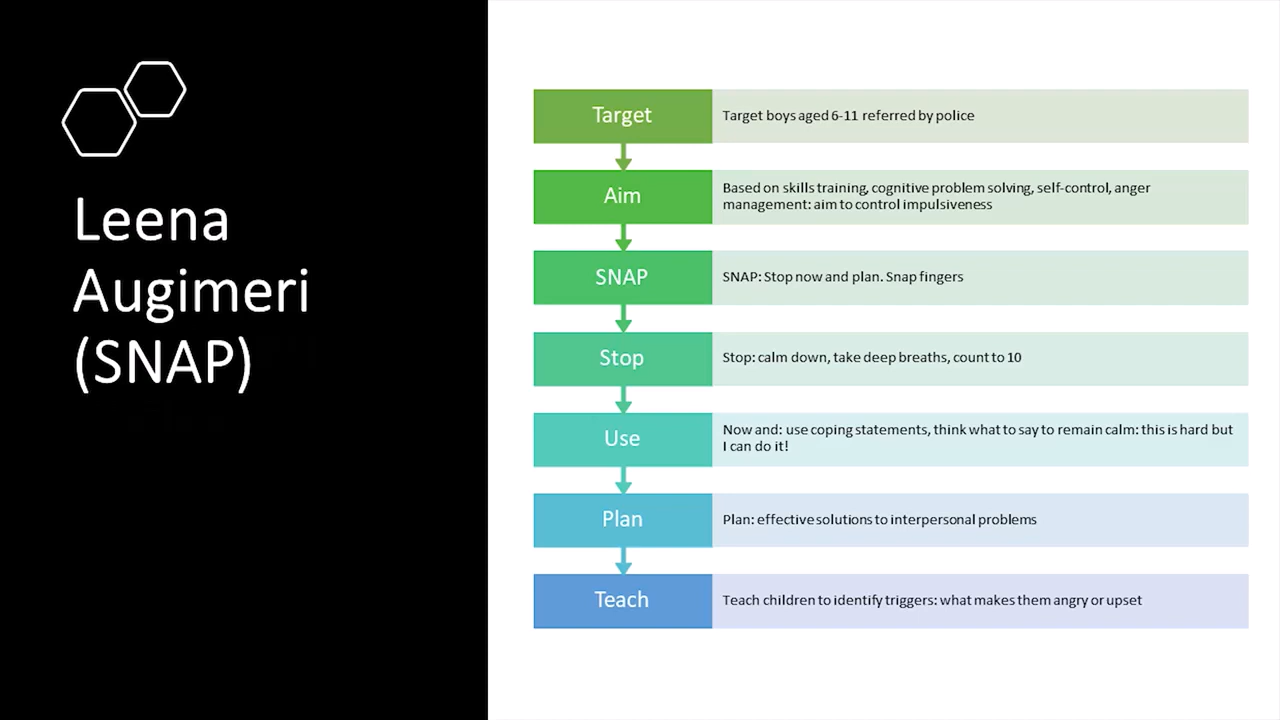 Leena
Augimeri
(SNAP)
Target
Target boys aged 6-11 referred by police
Aim
Based on skills training, cognitive problem solving, self-control, anger
management: aim to control impulsiveness
SNAP
SNAP: Stop now and plan. Snap fingers
Stop
Stop: calm down, take deep breaths, count to 10
Use
Now and: use coping statements, think what to say to remain calm: this is hard but
I can do it!
Plan
Plan: effective solutions to interpersonal problems
Teach
Teach children to identify triggers: what makes them angry or upset